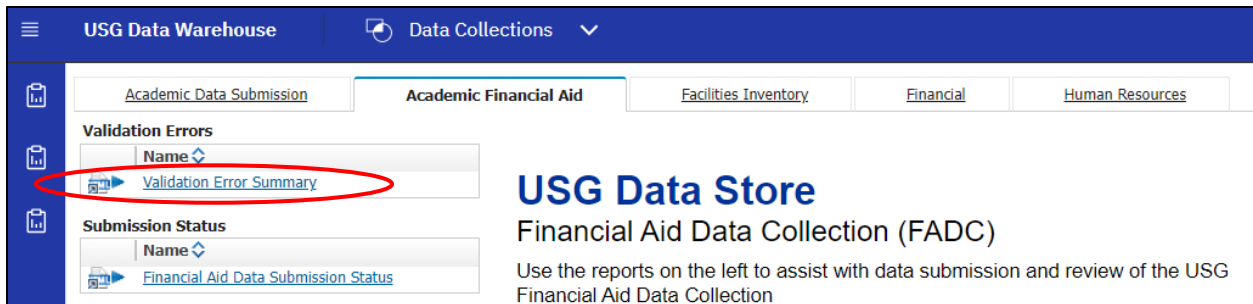 USG Data Warehouse Data Collections
Academic Data Submission Academic Financial Aid Facilities Inventory Financial Human Resources
Validation Errors
Name
Validation Error Summary
Submission Status
Name
Financial Aid Data Submission Status
USG Data Store
Financial Aid Data Collection (FADC)
Use the reports on the left to assist with data submission and review of the USG
Financial Aid Data Collection